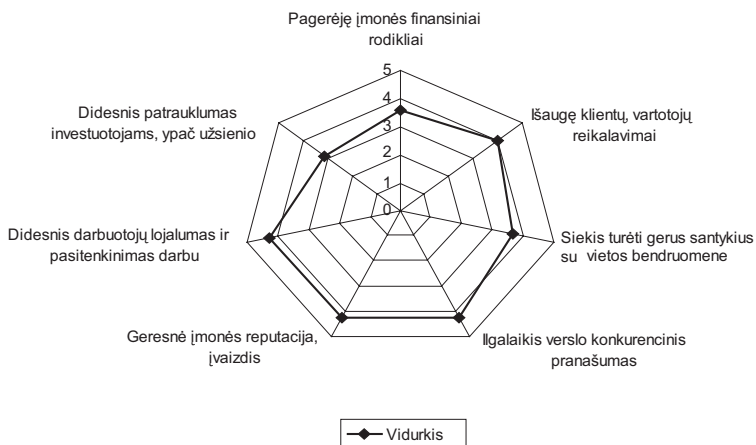 Pagerėję įmonės finansiniai
rodikliai
5
4
3
2
1
0
Išaugę klientų, vartotojų
reikalavimai
Siekis turėti gerus santykius
su vietos bendruomene
Ilgalaikis verslo konkurencinis
pranašumas
Geresnė įmonės reputacija,
įvaizdis
Didesnis darbuotojų lojalumas ir
pasitenkinimas darbu
Didesnis patrauklumas
investuotojams, ypač užsienio
Vidurkis